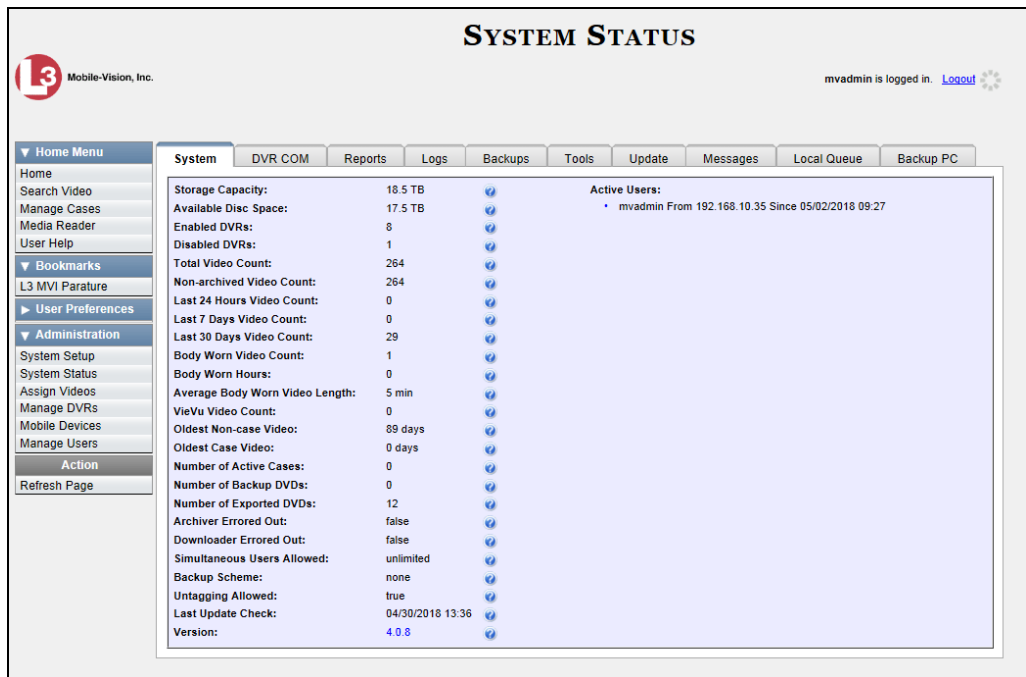 SYSTEM STATUS
L3 Mobile-Vision, Inc.
mvadmin is logged in. Logout
▼ Home Menu
Home
Search Video
Manage Cases
Media Reader
User Help
▼ Bookmarks
L3 MVI Parature
▶ User Preferences
▼ Administration
System Setup
System Status
Assign Videos
Manage DVRs
Mobile Devices
Manage Users
Action
Refresh Page
System DVR COM Reports Logs Backups Tools Update Messages Local Queue Backup PC
Storage Capacity: 18.5 TB
Available Disc Space: 17.5 TB
Enabled DVRs: 8
Disabled DVRs: 1
Total Video Count: 264
Non-archived Video Count: 264
Last 24 Hours Video Count: 0
Last 7 Days Video Count: 0
Last 30 Days Video Count: 29
Body Worn Video Count: 1
Body Worn Hours: 0
Average Body Worn Video Length: 5 min
VieVu Video Count: 0
Oldest Non-case Video: 89 days
Oldest Case Video: 0 days
Number of Active Cases: 0
Number of Backup DVDs: 0
Number of Exported DVDs: 12
Archiver Errored Out: false
Downloader Errored Out: false
Simultaneous Users Allowed: unlimited
Backup Scheme: none
Untagging Allowed: true
Last Update Check: 04/30/2018 13:36
Version: 4.0.8
Active Users:
• mvadmin From 192.168.10.35 Since 05/02/2018 09:27